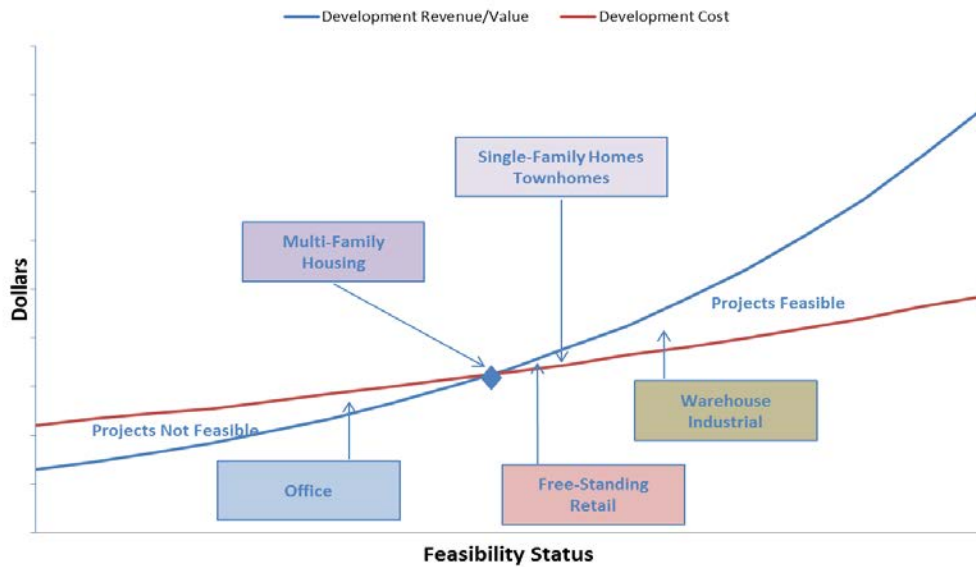 Development Revenue/Value
Development Cost
Single-Family Homes
Townhomes
Multi-Family
Housing
Dollars
Projects Feasible
Projects Not Feasible
Warehouse
Industrial
Office
Free-Standing
Retail
Feasibility Status